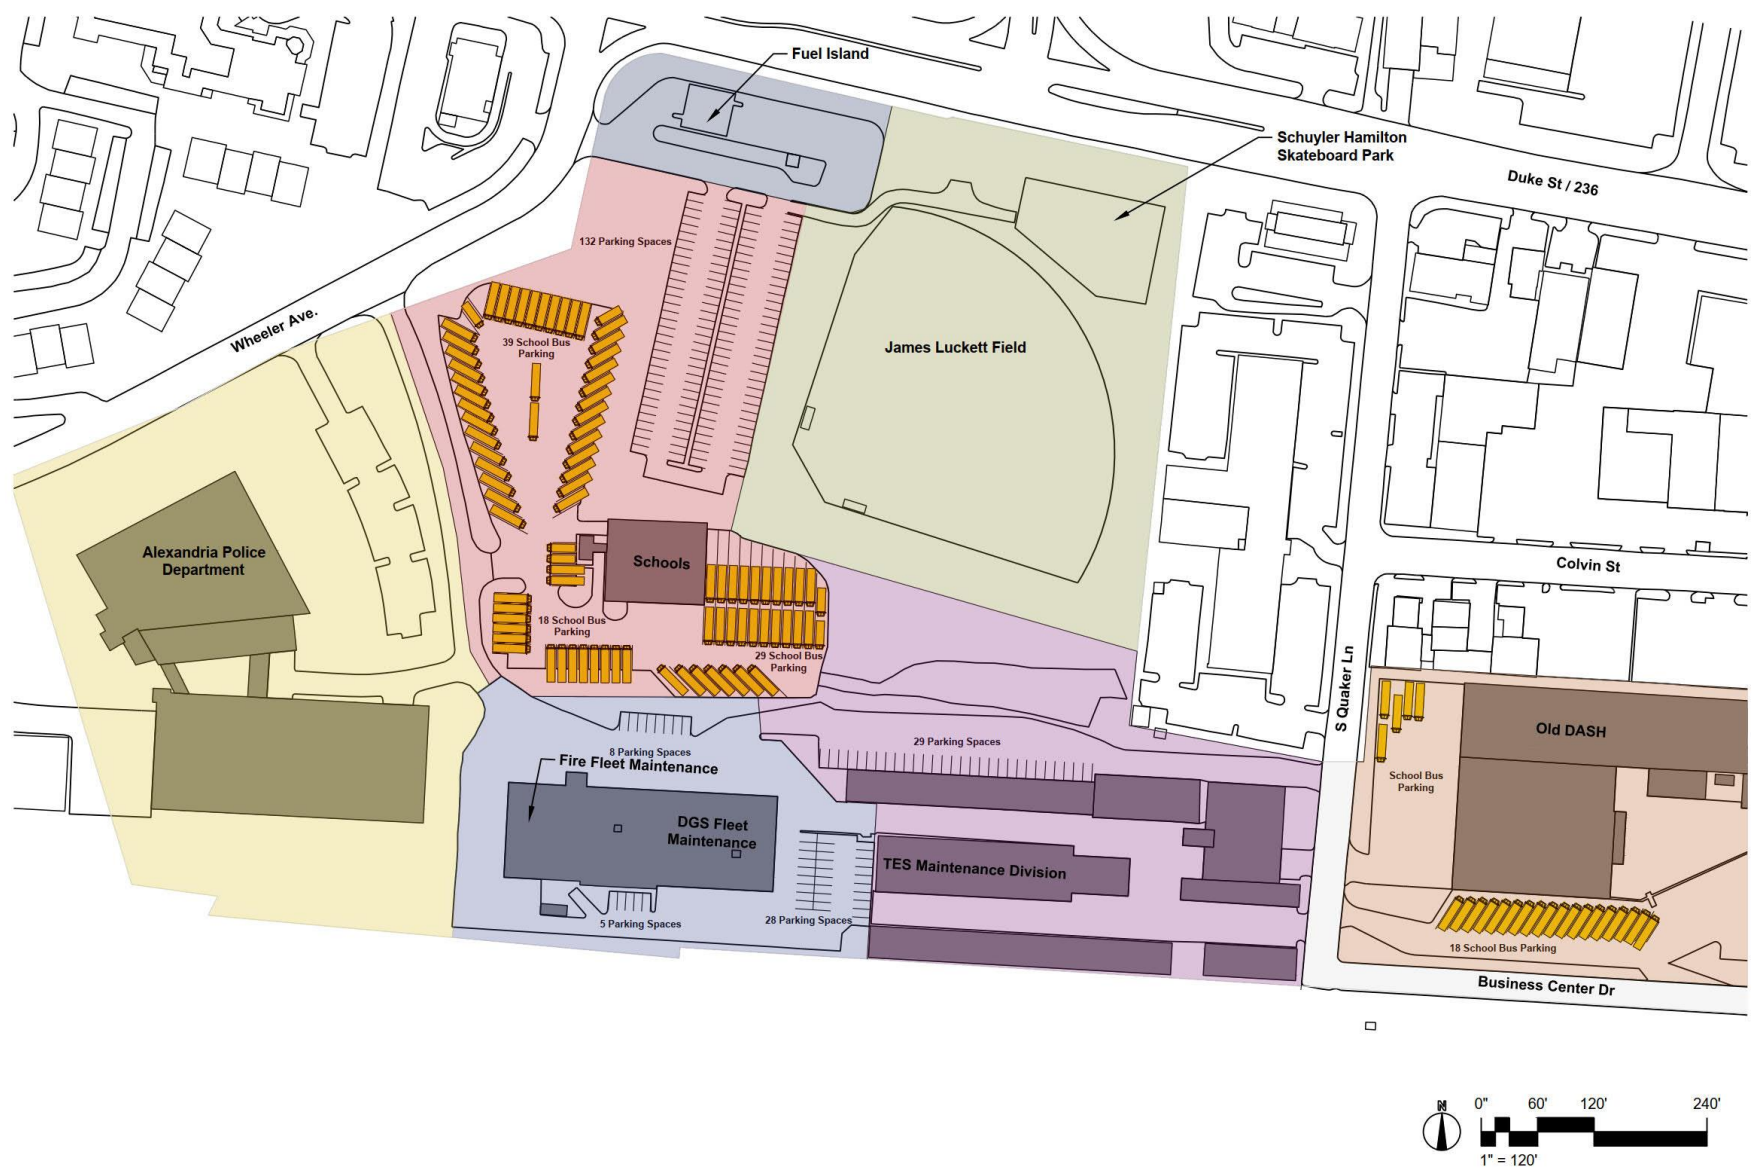 Fuel Island
Schuyler Hamilton
Skateboard Park
Duke St / 236
132 Parking Spaces
Wheeler Ave.
39 School Bus
Parking
James Luckett Field
Alexandria Police
Department
Schools
Colvin St
18 School Bus
Parking
29 School Bus
Parking
S Quaker Ln
Old DASH
8 Parking Spaces
29 Parking Spaces
Fire Fleet Maintenance
School Bus
Parking
DGS Fleet
Maintenance
TES Maintenance Division
5 Parking Spaces
28 Parking Spaces
18 School Bus Parking
Business Center Dr
N
0" 60' 120' 240'
1" = 120'